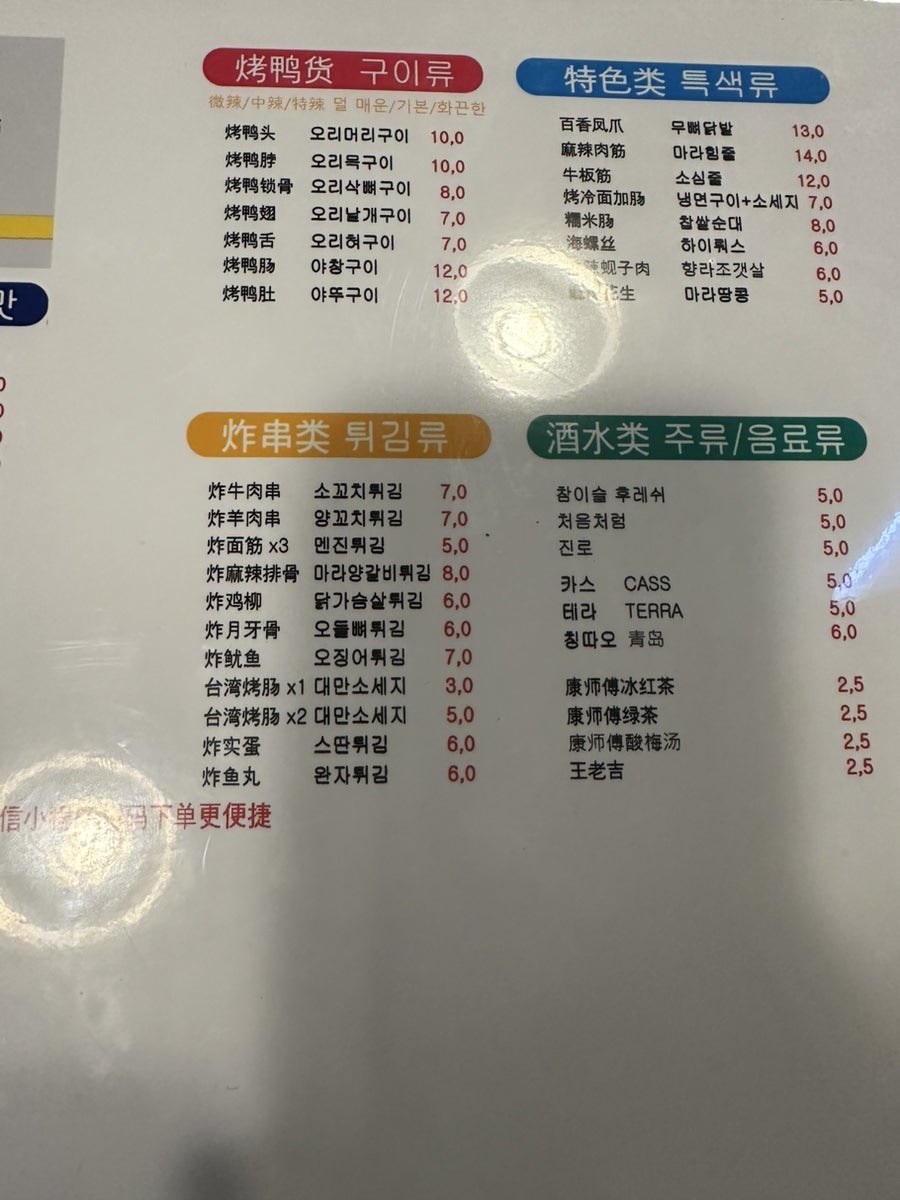 烤鸭货 구이류
微辣/中辣/特辣 덜 매운/기본/화끈한
烤鸭头 오리머리구이 10,0
烤鸭脖 오리목구이 10,0
烤鸭锁骨 오리삭뼈구이 8,0
烤鸭翅 오리날개구이 7,0
烤鸭舌 오리혀구이 7,0
烤鸭肠 야창구이 12,0
烤鸭肚 야뚜구이 12,0
特色类 특색류
百香凤爪 무뼈닭발 13,0
麻辣肉筋 마라힘줄 14,0
牛板筋 소심줄 12,0
烤冷面加肠 냉면구이+소세지 7,0
糯米肠 찹쌀순대 8,0
海螺丝 하이뤄스 6,0
辣蚬子肉 향라조갯살 6,0
花生 마라땅콩 5,0
맛
炸串类 튀김류
炸牛肉串 소꼬치튀김 7,0
炸羊肉串 양꼬치튀김 7,0
炸面筋 x3 멘진튀김 5,0
炸麻辣排骨 마라양갈비튀김 8,0
炸鸡柳 닭가슴살튀김 6,0
炸月牙骨 오돌뼈튀김 6,0
炸鱿鱼 오징어튀김 7,0
台湾烤肠 x1 대만소세지 3,0
台湾烤肠 x2 대만소세지 5,0
炸实蛋 스딴튀김 6,0
炸鱼丸 완자튀김 6,0
酒水类 주류/음료류
참이슬 후레쉬 5,0
처음처럼 5,0
진로 5,0
카스 CASS 5,0
테라 TERRA 5,0
칭따오 青岛 6,0
康师傅冰红茶 2,5
康师傅绿茶 2,5
康师傅酸梅汤 2,5
王老吉 2,5
信小 码下单更便捷